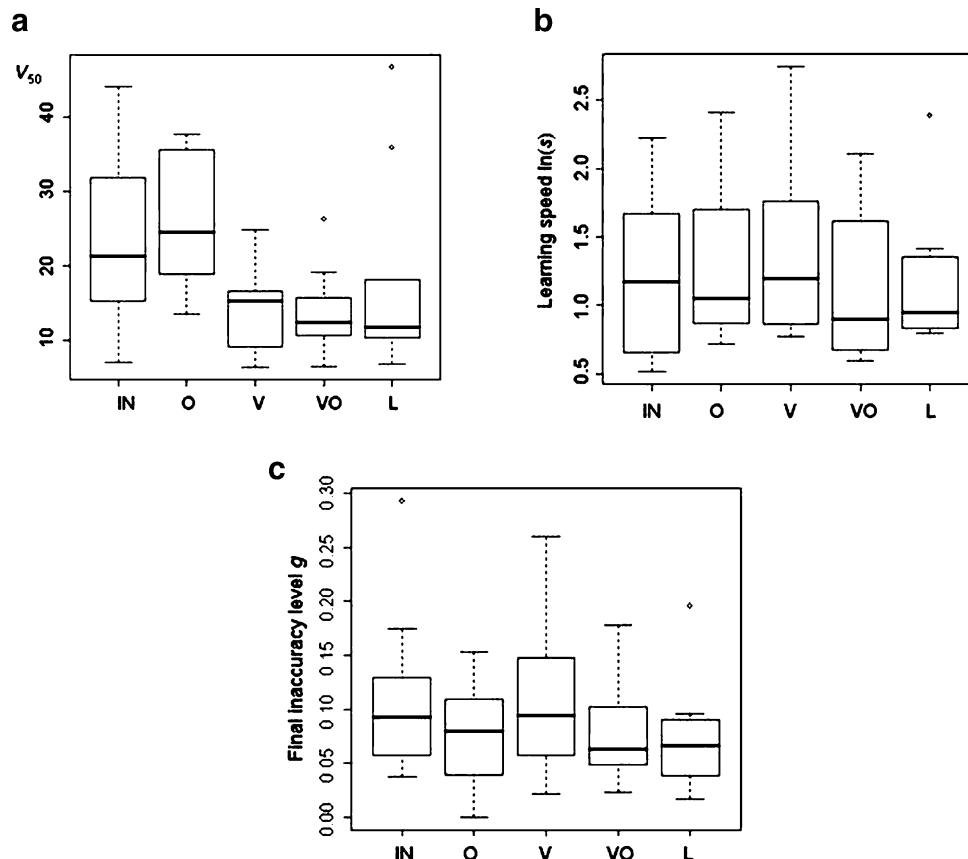 a
V50
40
30
20
10
IN O V VO L
b
Learning speed ln(s)
2.5
2.0
1.5
1.0
0.5
IN O V VO L
c
Final inaccuracy level g
0.30
0.25
0.20
0.15
0.10
0 05
0.00
IN O V VO L